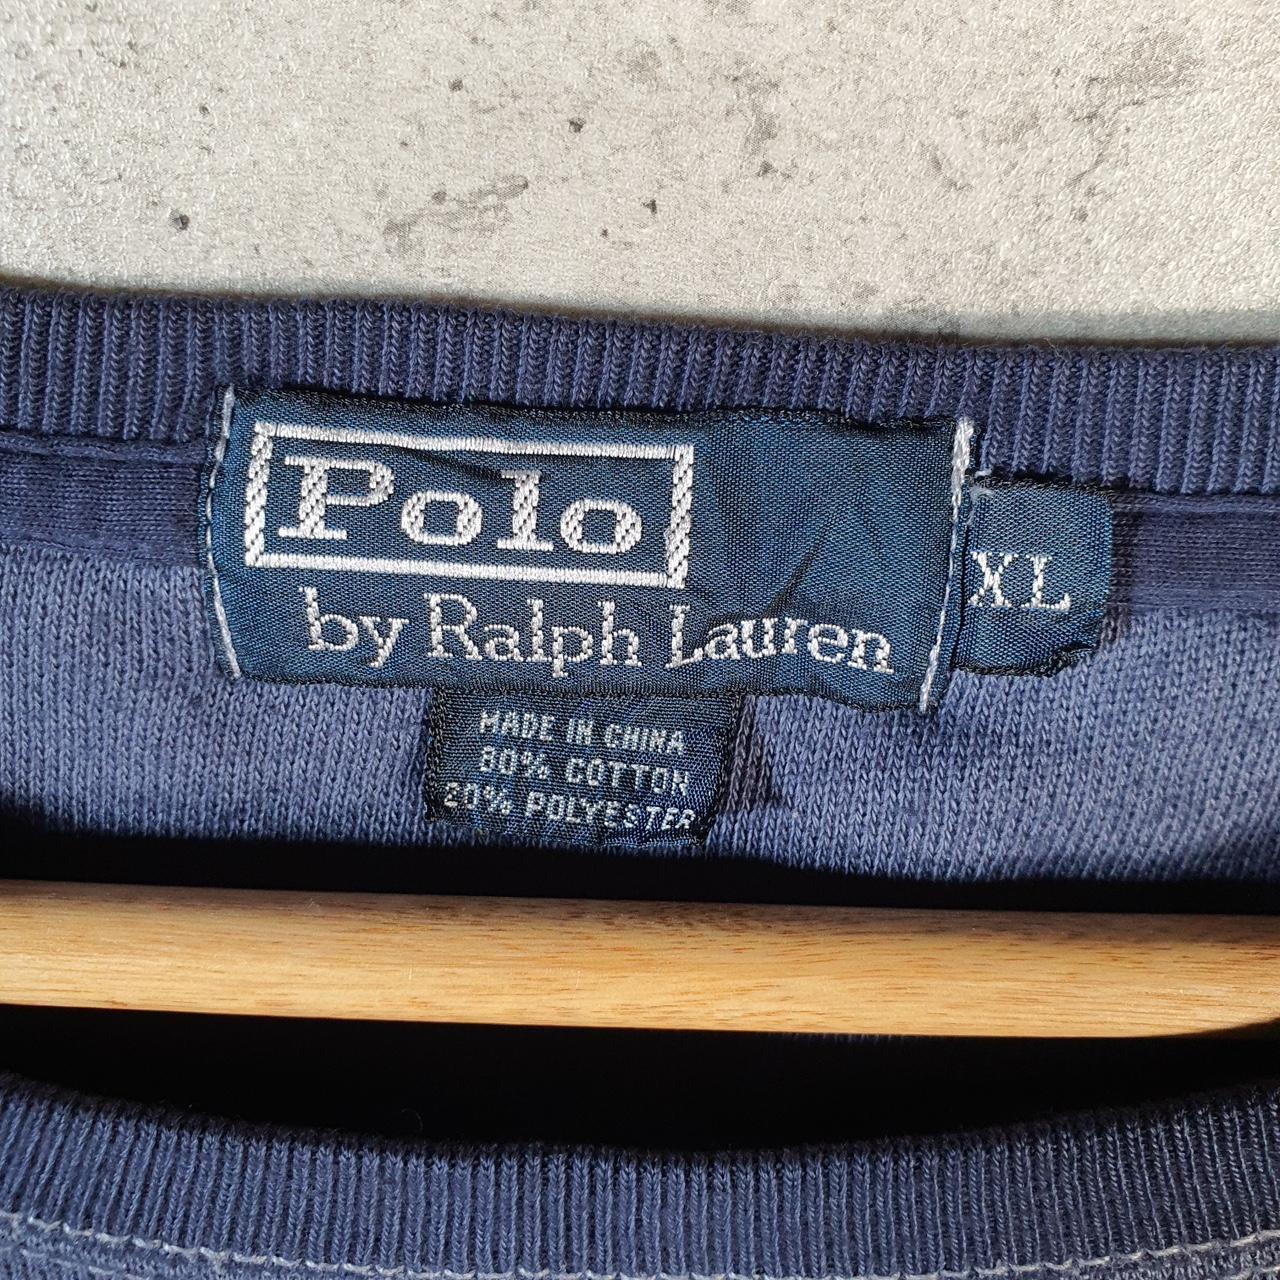 Polo
by Ralph Lauren
XL
MADE IN CHINA
80% COTTON
20% POLYESTER